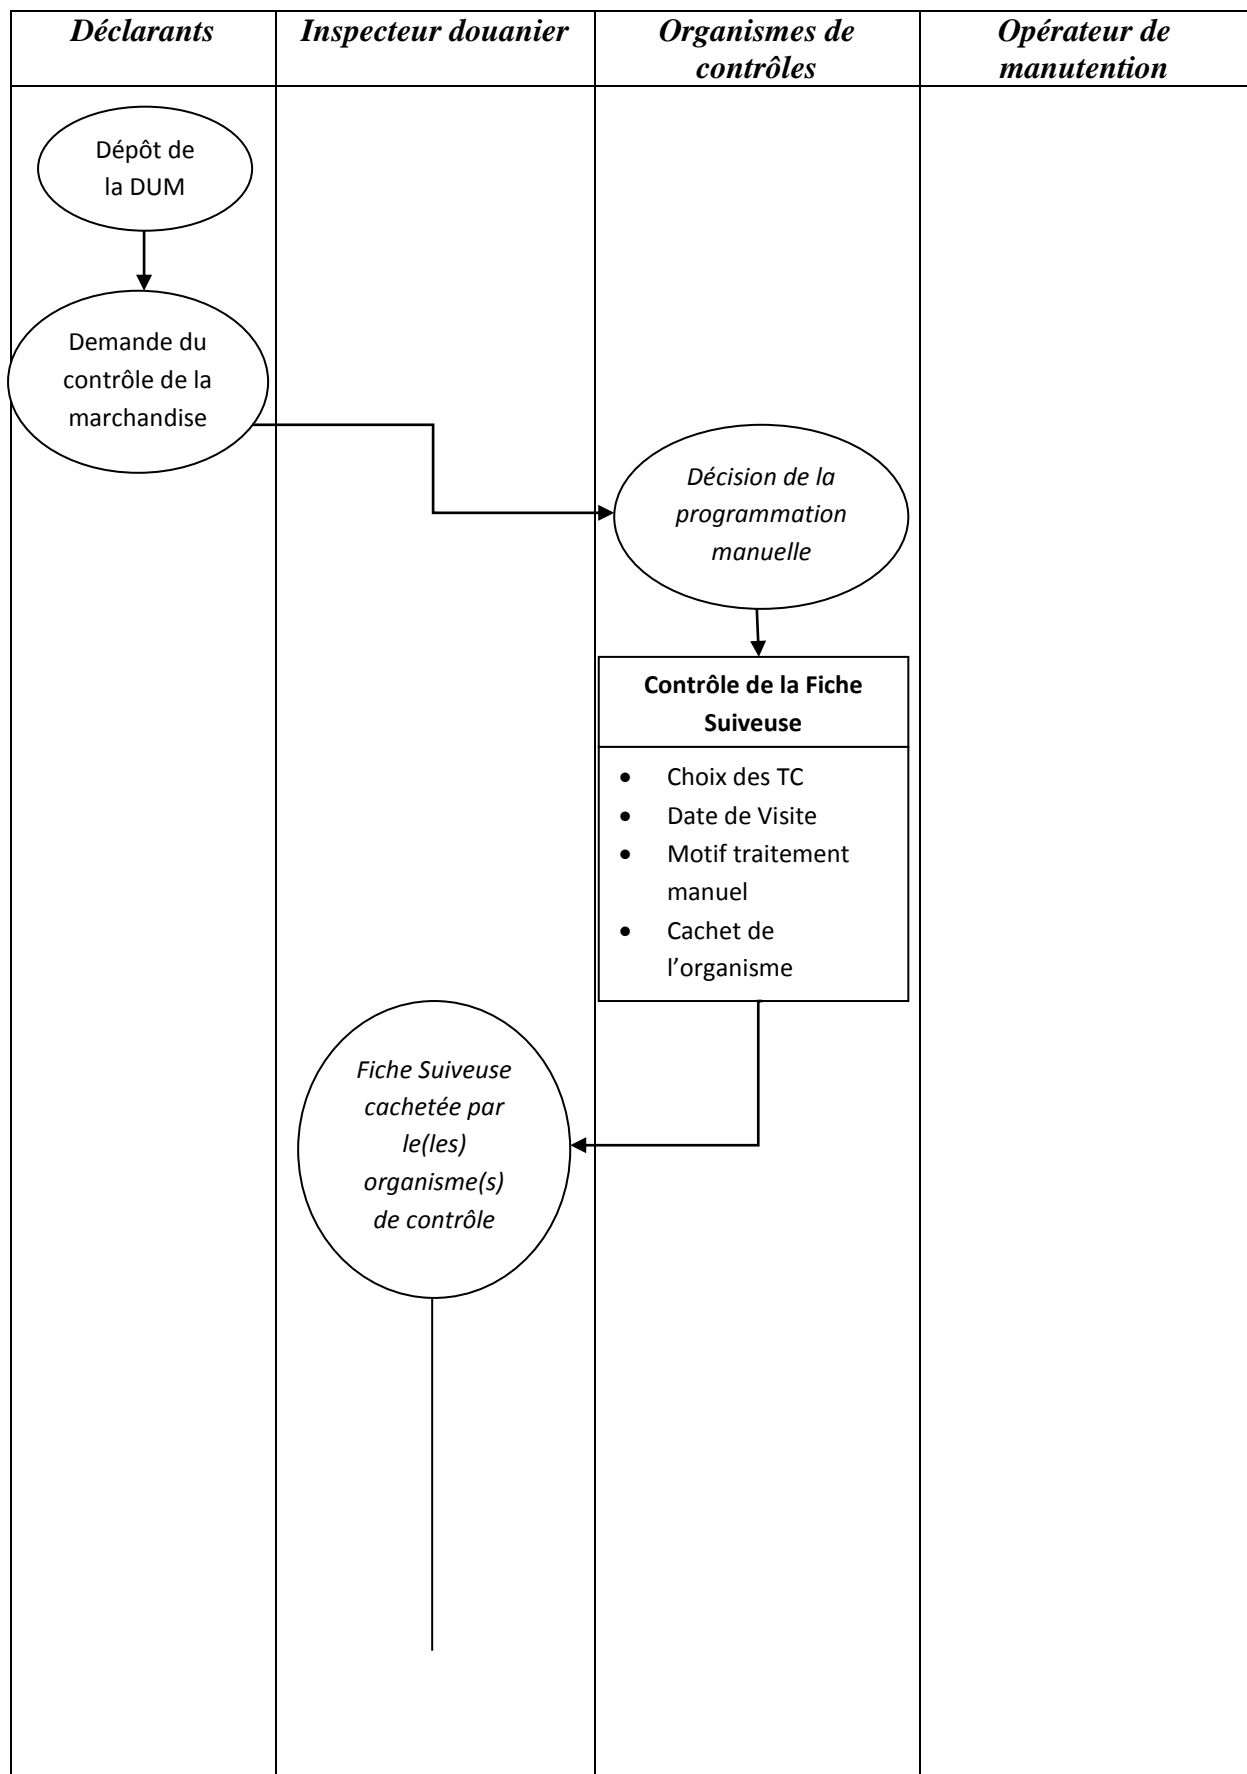 Déclarants
Inspecteur douanier
Organismes de
contrôles
Opérateur de
manutention
Dépôt de
la DUM
Demande du
contrôle de la
marchandise
Décision de la
programmation
manuelle
Contrôle de la Fiche
Suiveuse
• Choix des TC
• Date de Visite
• Motif traitement
manuel
• Cachet de
l’organisme
Fiche Suiveuse
cachetée par
le(les)
organisme(s)
de contrôle